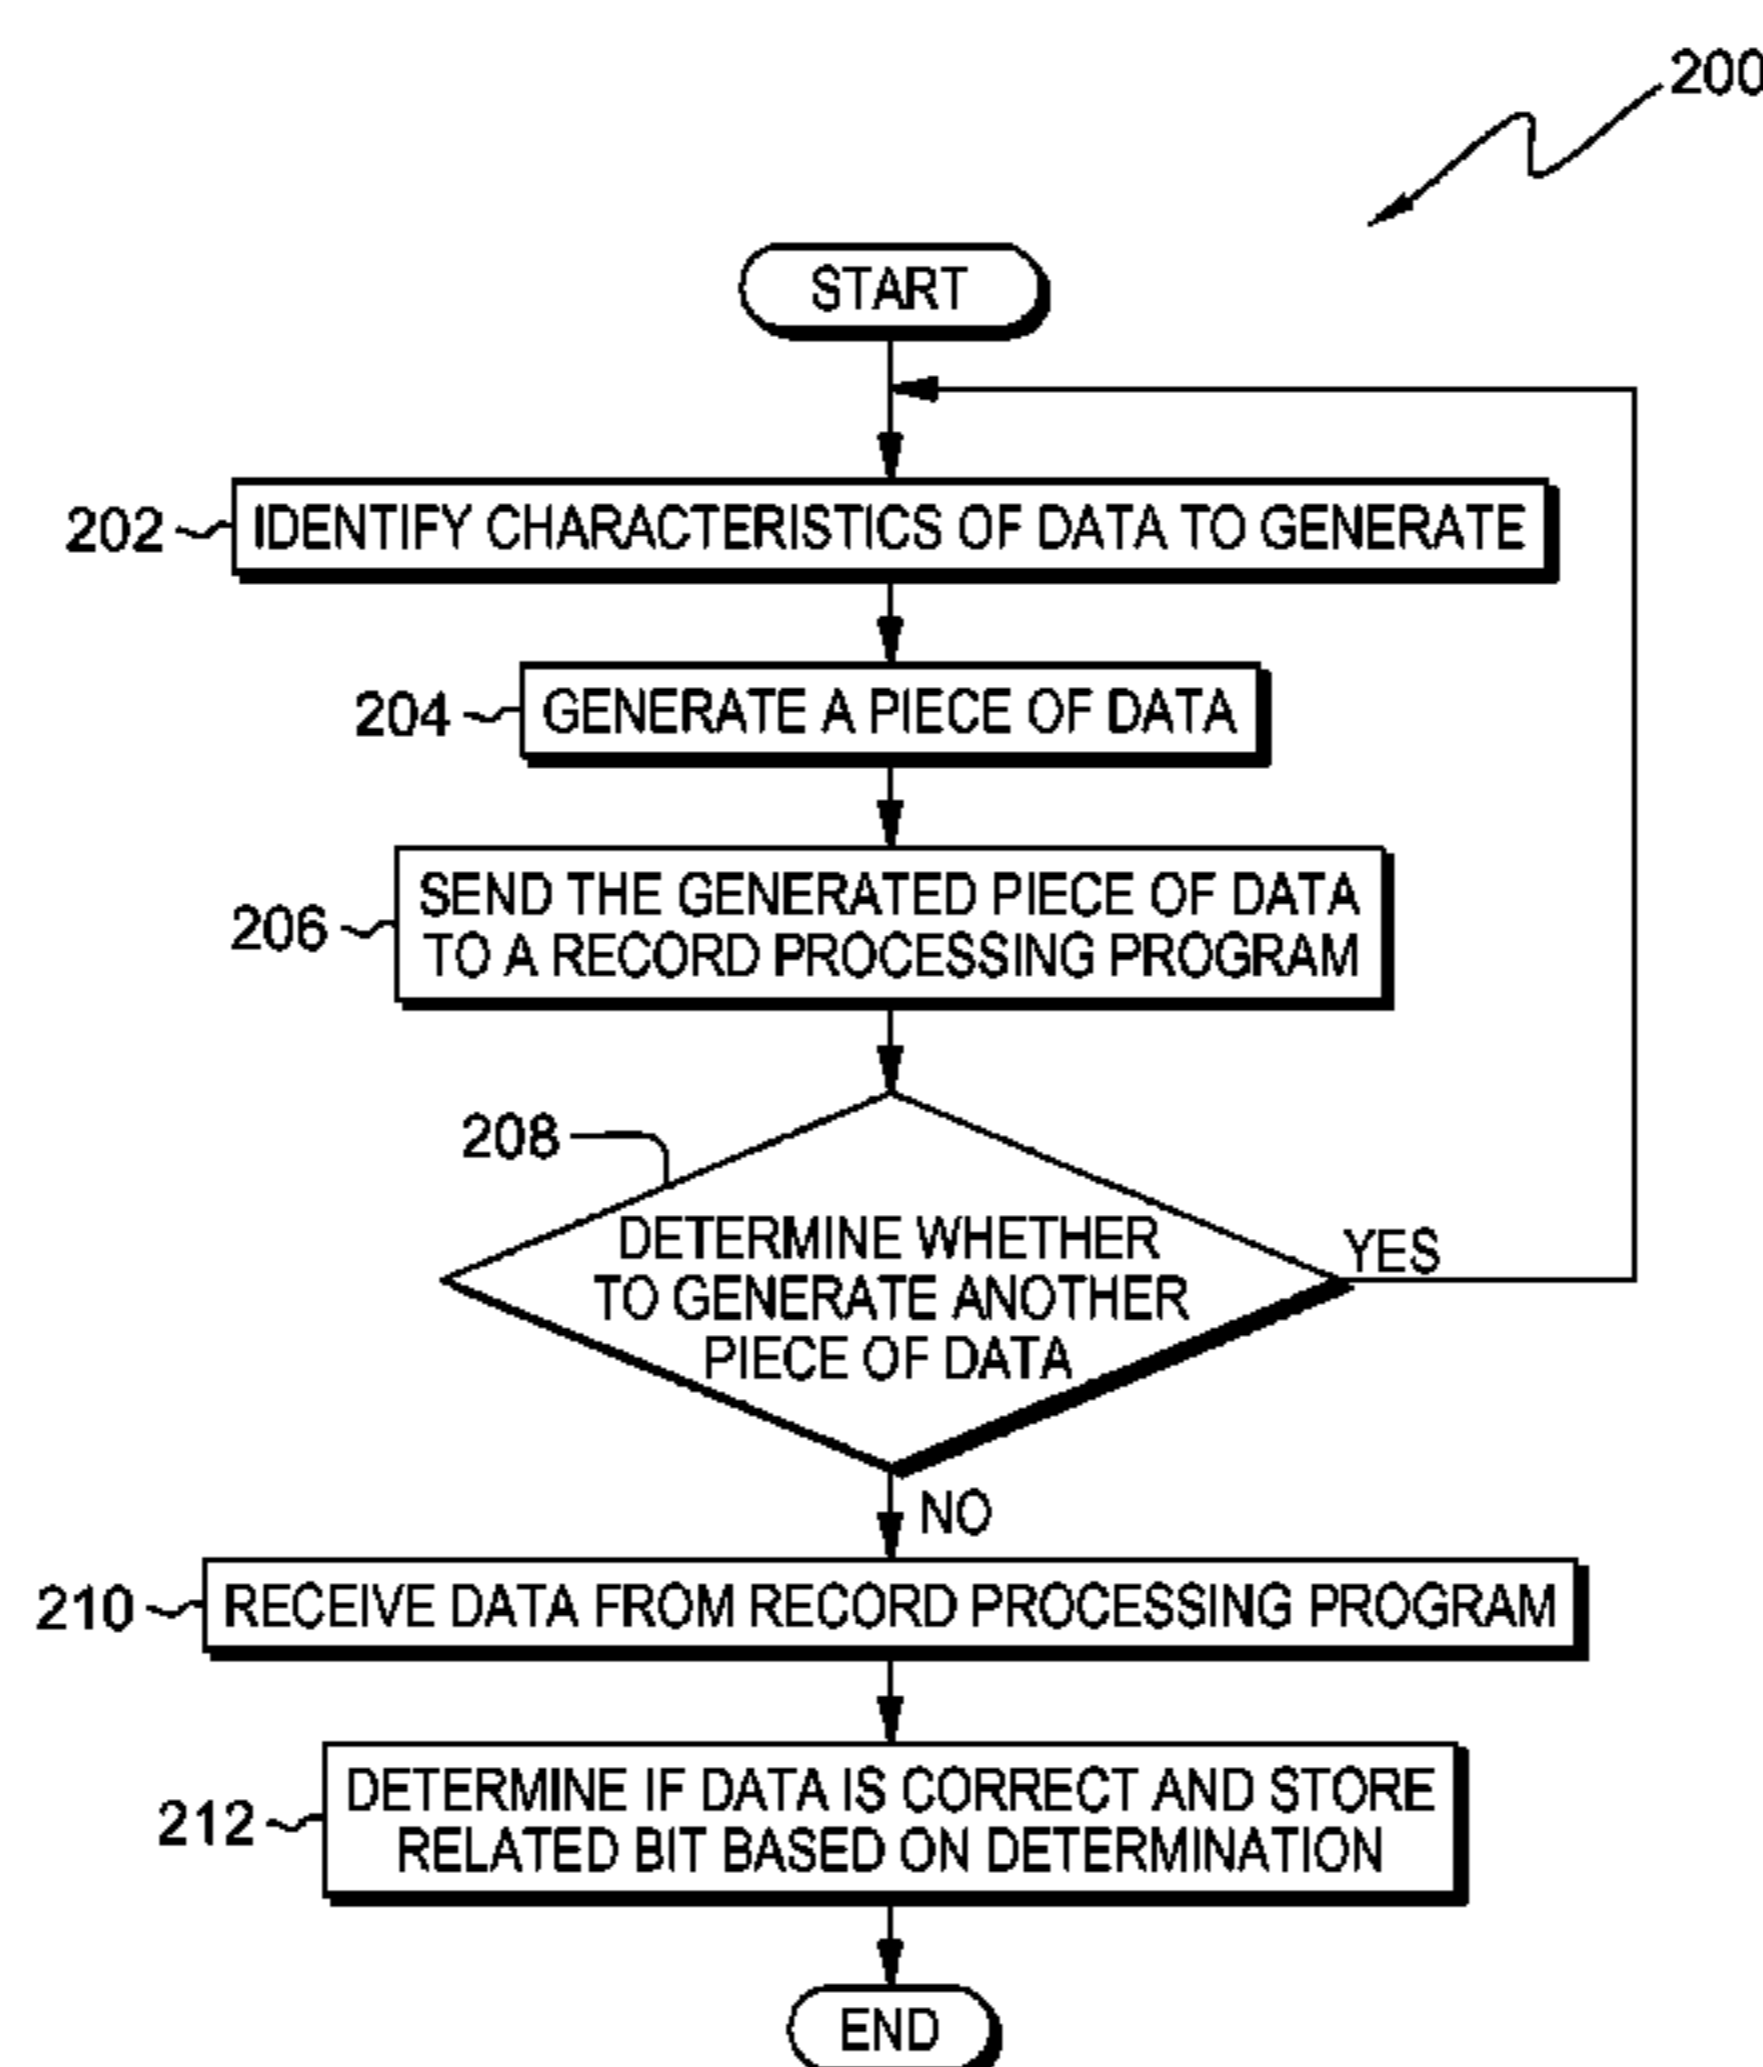 200
START
202
IDENTIFY CHARACTERISTICS OF DATA TO GENERATE
204
GENERATE A PIECE OF DATA
206
SEND THE GENERATED PIECE OF DATA
TO A RECORD PROCESSING PROGRAM
208
DETERMINE WHETHER
TO GENERATE ANOTHER
PIECE OF DATA
YES
NO
210
RECEIVE DATA FROM RECORD PROCESSING PROGRAM
212
DETERMINE IF DATA IS CORRECT AND STORE
RELATED BIT BASED ON DETERMINATION
END